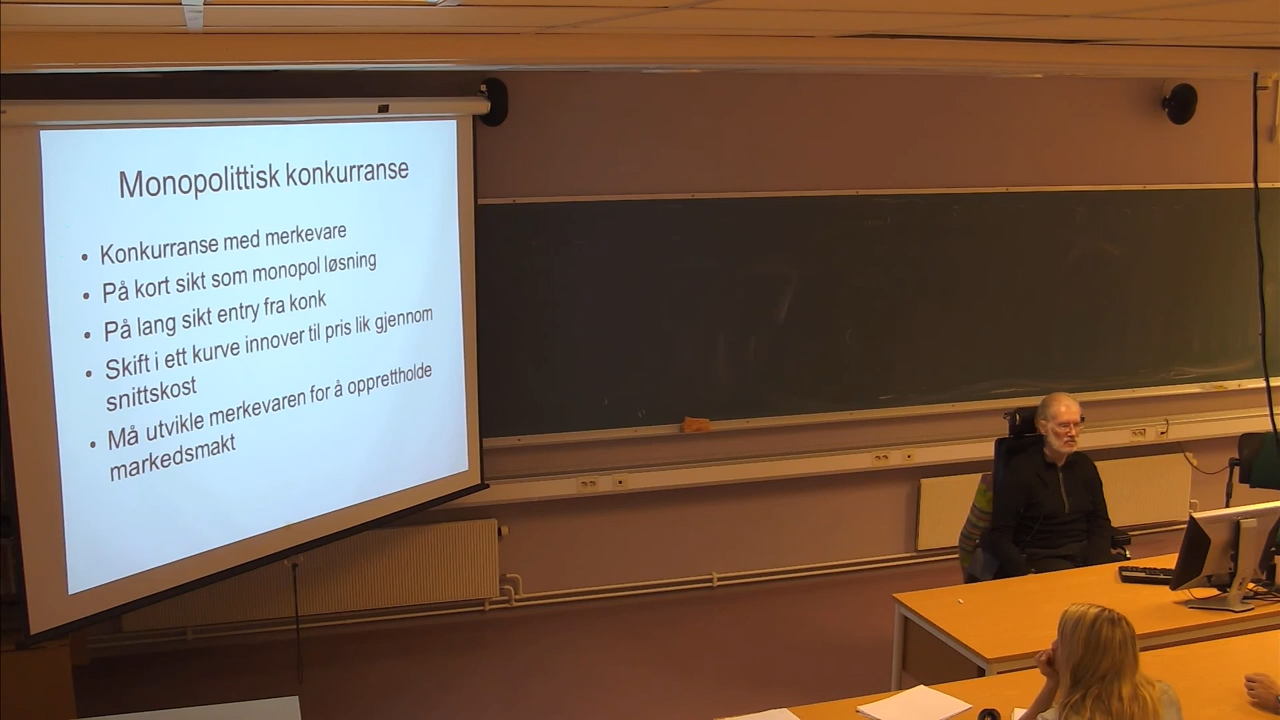 Monopolittisk konkurranse
• Konkurranse med merkevare
• På kort sikt som monopol løsning
• På lang sikt entry fra konk
• Skift i ett kurve innover til pris lik gjennom
snittskost
• Må utvikle merkevaren for å opprettholde
markedsmakt